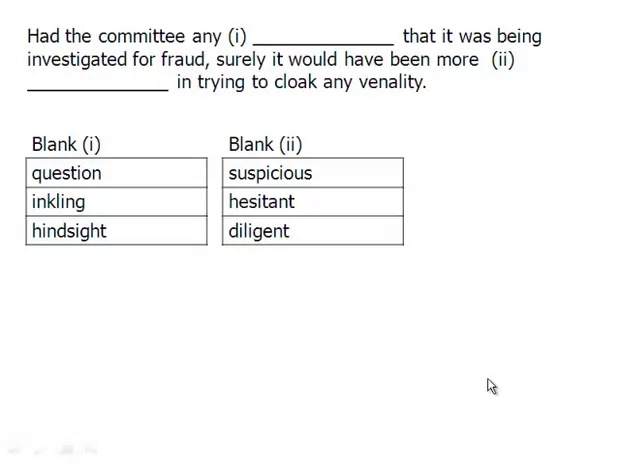 Had the committee any (i) _______________ that it was being
investigated for fraud, surely it would have been more (ii)
_______________ in trying to cloak any venality.
Blank (i) Blank (ii)
question suspicious
inkling hesitant
hindsight diligent